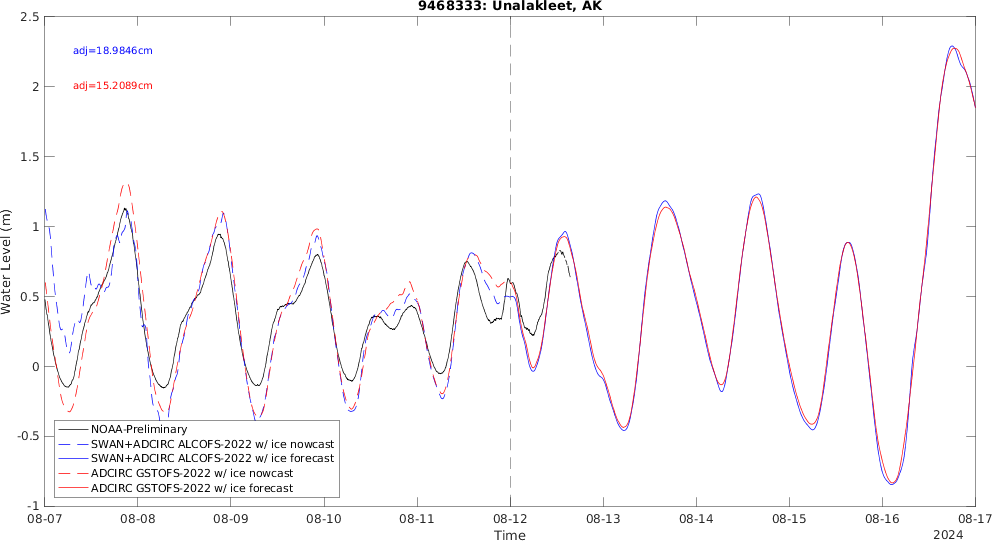 9468333: Unalakleet, AK
adj=18.9846cm
adj=15.2089cm
2.5
2
1.5
1
0.5
0
-0.5
-1
Water Level (m)
NOAA-Preliminary
SWAN+ADCIRC ALCOFS-2022 w/ ice nowcast
SWAN+ADCIRC ALCOFS-2022 w/ ice forecast
ADCIRC GSTOFS-2022 w/ ice nowcast
ADCIRC GSTOFS-2022 w/ ice forecast
08-07 08-08 08-09 08-10 08-11 08-12 08-13 08-14 08-15 08-16 08-17
Time
2024